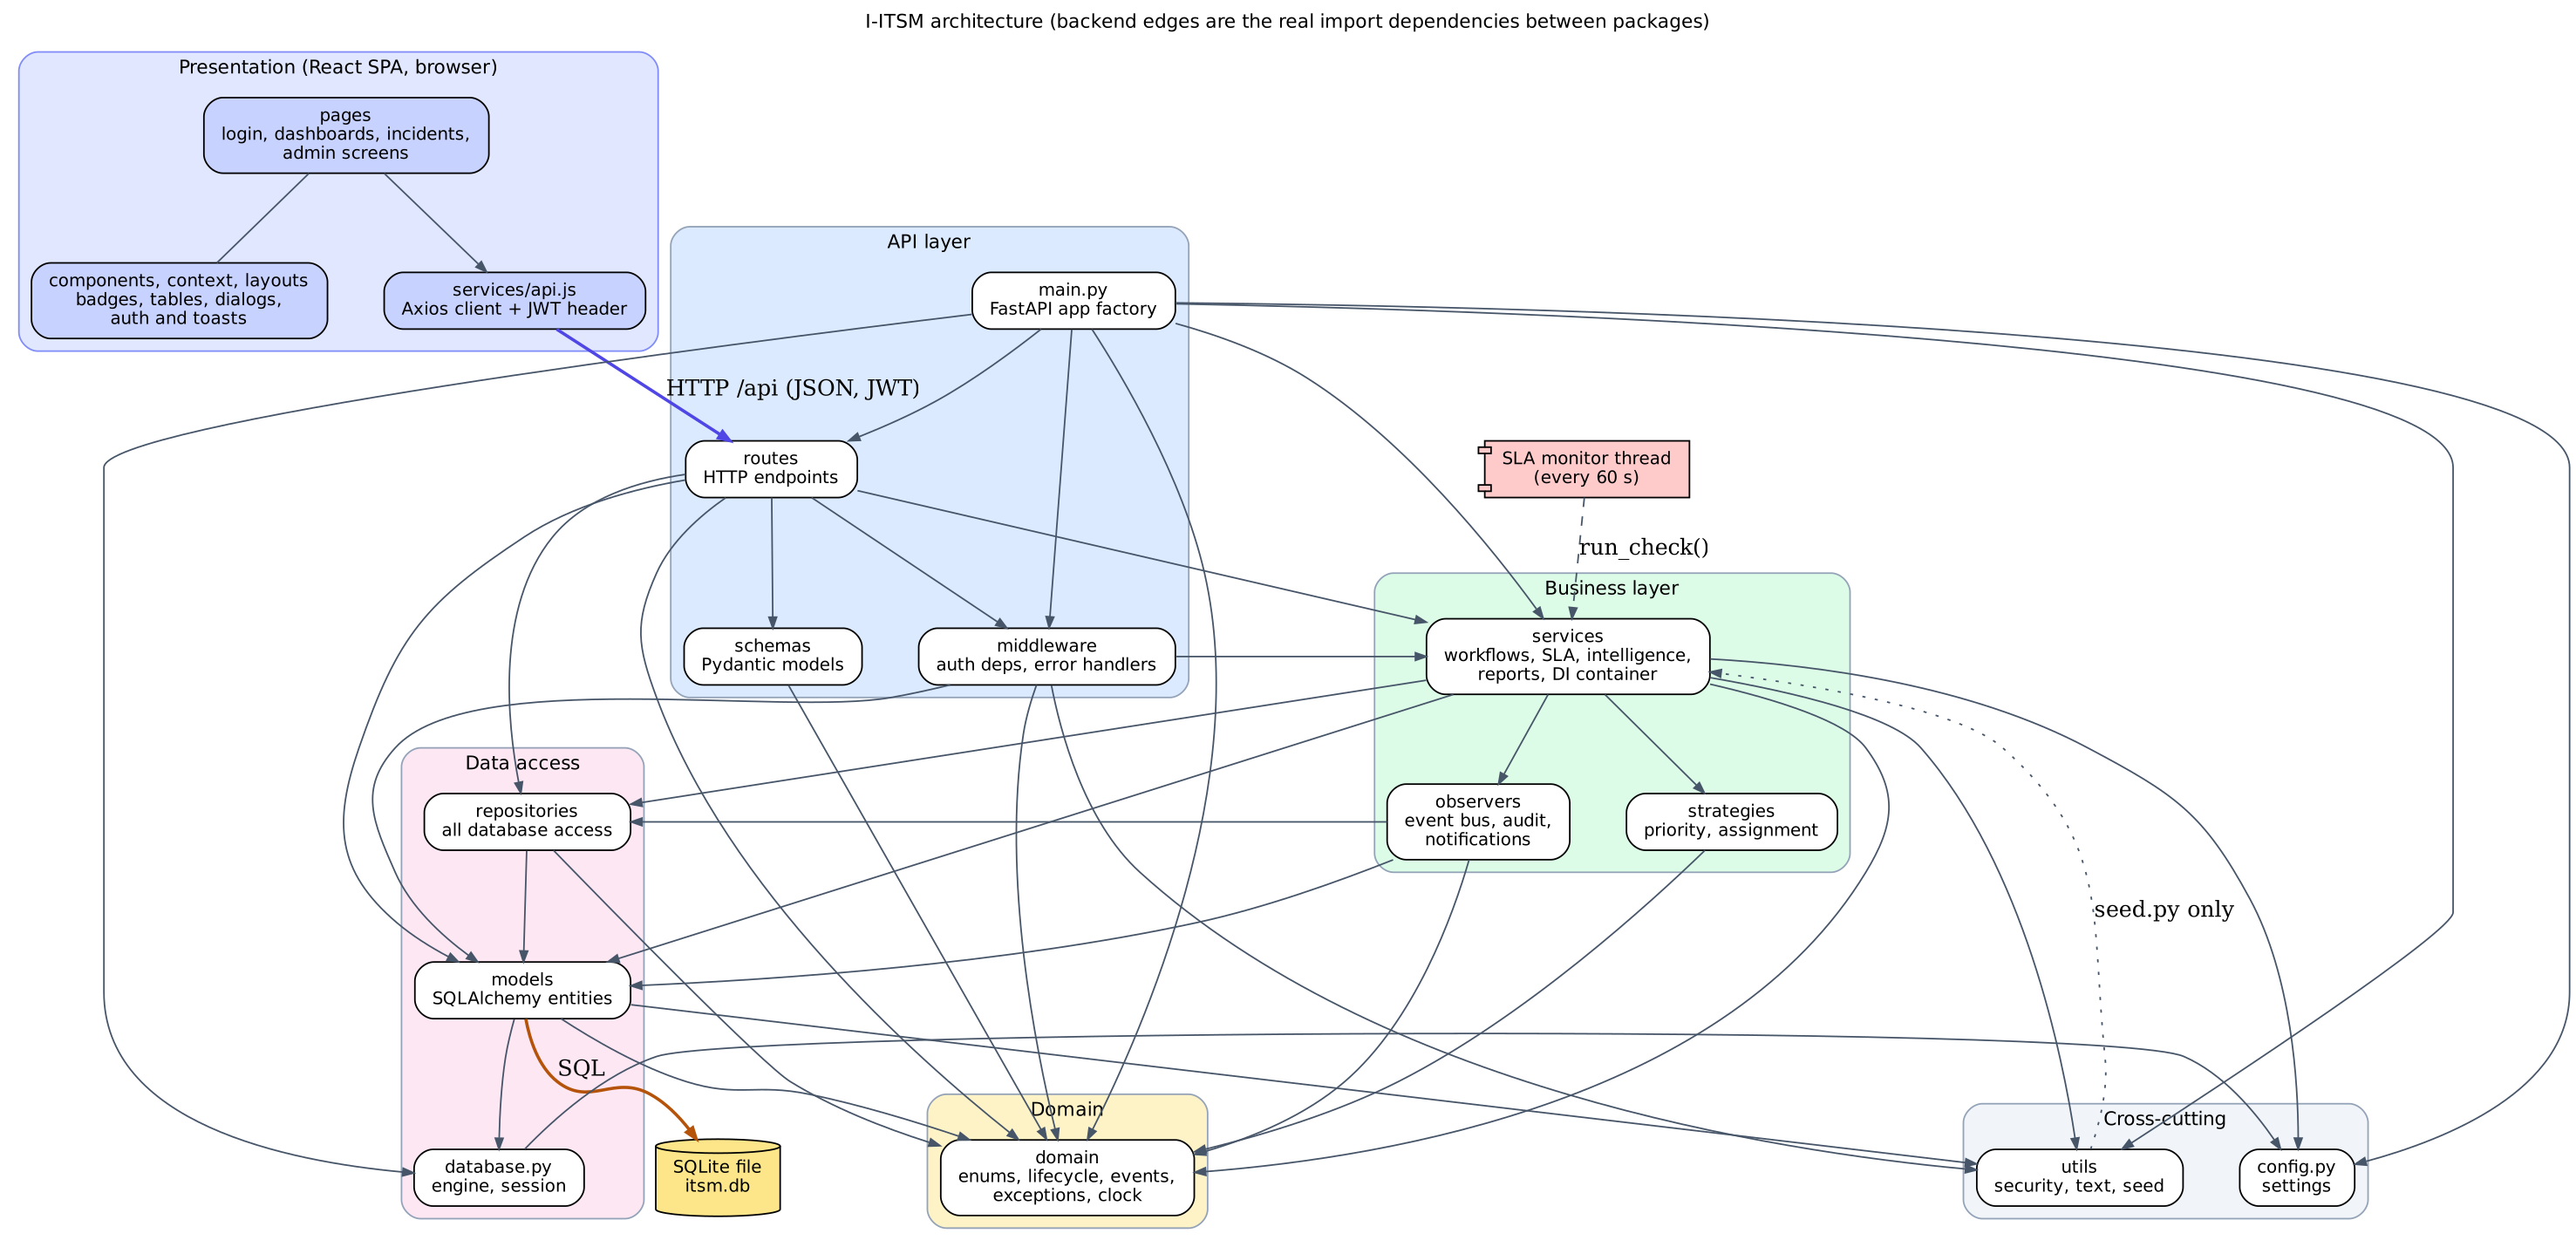 I-ITSM architecture (backend edges are the real import dependencies between packages)
Presentation (React SPA, browser)
pages
login, dashboards, incidents,
admin screens
components, context, layouts
badges, tables, dialogs,
auth and toasts
services/api.js
Axios client + JWT header
API layer
main.py
FastAPI app factory
HTTP /api (JSON, JWT)
routes
HTTP endpoints
SLA monitor thread
(every 60 s)
run_check()
schemas
Pydantic models
middleware
auth deps, error handlers
Business layer
services
workflows, SLA, intelligence,
reports, DI container
observers
event bus, audit,
notifications
strategies
priority, assignment
Data access
repositories
all database access
seed.py only
models
SQLAlchemy entities
SQL
database.py
engine, session
SQLite file
itsm.db
Domain
domain
enums, lifecycle, events,
exceptions, clock
Cross-cutting
utils
security, text, seed
config.py
settings